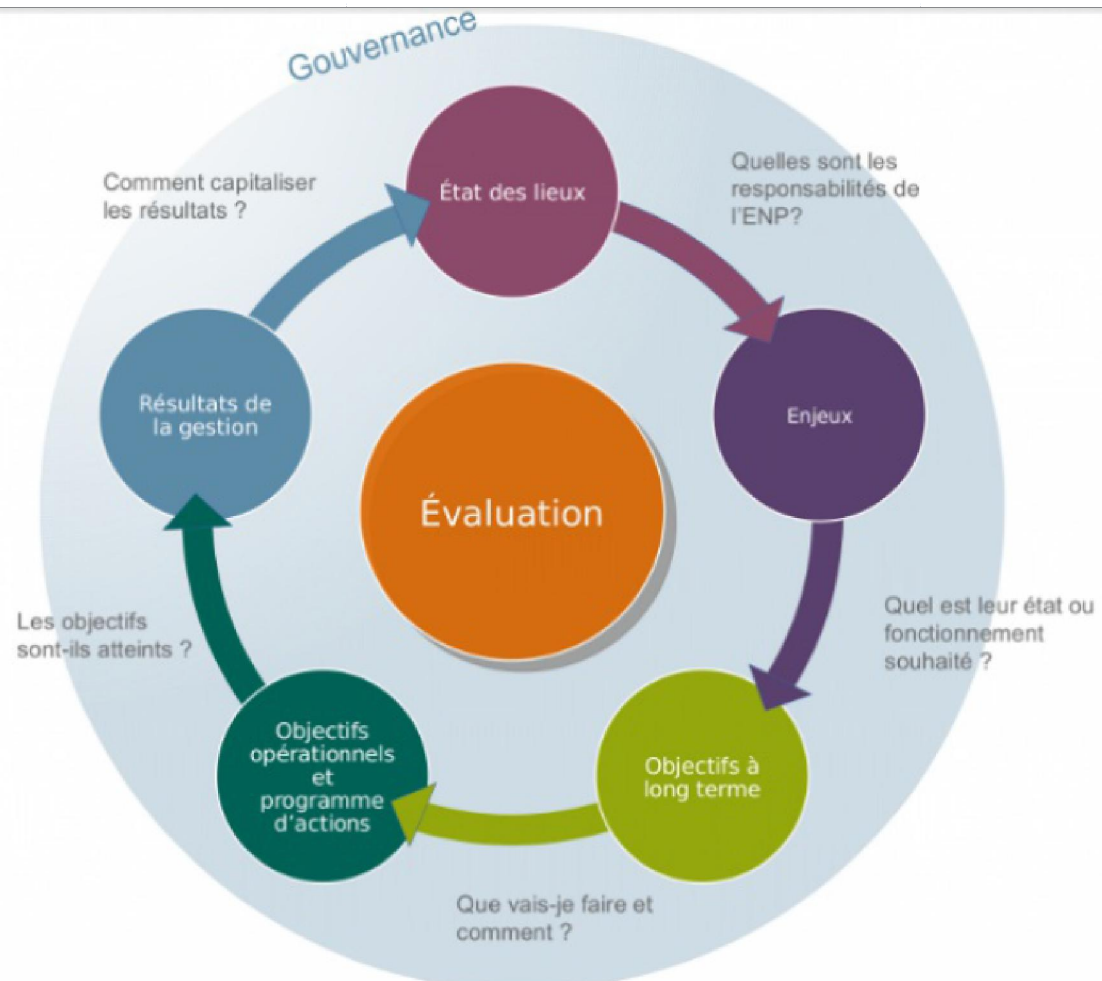 Gouvernance
État des lieux
Quelles sont les
responsabilités de
l'ENP?
Enjeux
Quel est leur état ou
fonctionnement
souhaité ?
Objectifs à
long terme
Que vais-je faire et
comment ?
Objectifs
opérationnels
et
programme
d'actions
Les objectifs
sont-ils atteints ?
Résultats de
la gestion
Comment capitaliser
les résultats ?
Évaluation